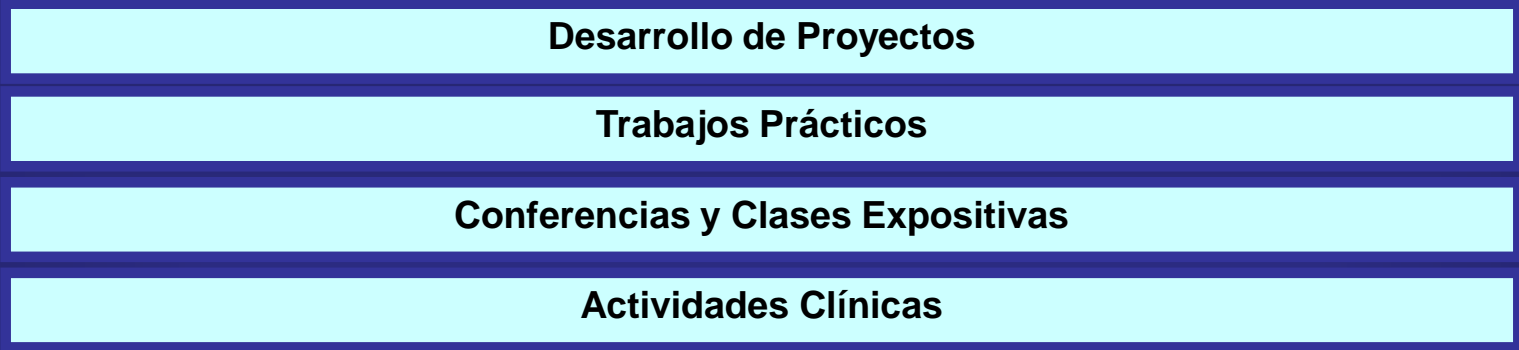 Desarrollo de Proyectos
Trabajos Prácticos
Conferencias y Clases Expositivas
Actividades Clínicas